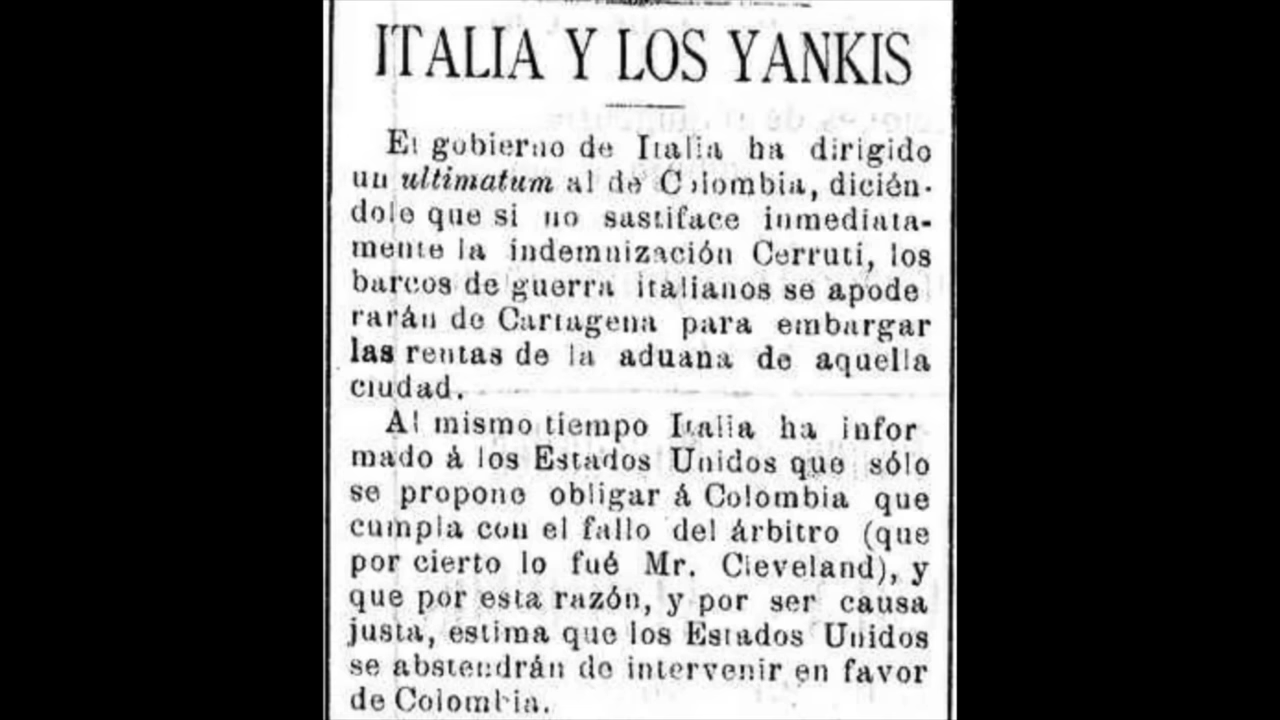 ITALIA Y LOS YANKIS
El gobierno de Italia ha dirigido
un ultimatum al de Colombia, dicién-
dole que si no sastiface inmediata-
mente la indemnización Cerruti, los
barcos de guerra italianos se apode
rarán de Cartagena para embargar
las rentas de la aduana de aquella
ciudad.
Al mismo tiempo Italia ha infor
mado á los Estados Unidos que sólo
se propone obligar á Colombia que
cumpla con el fallo del árbitro (que
por cierto lo fué Mr. Cleveland), y
que por esta razón, y por ser causa
justa, estima que los Estados Unidos
se abstendrán de intervenir en favor
de Colombia.